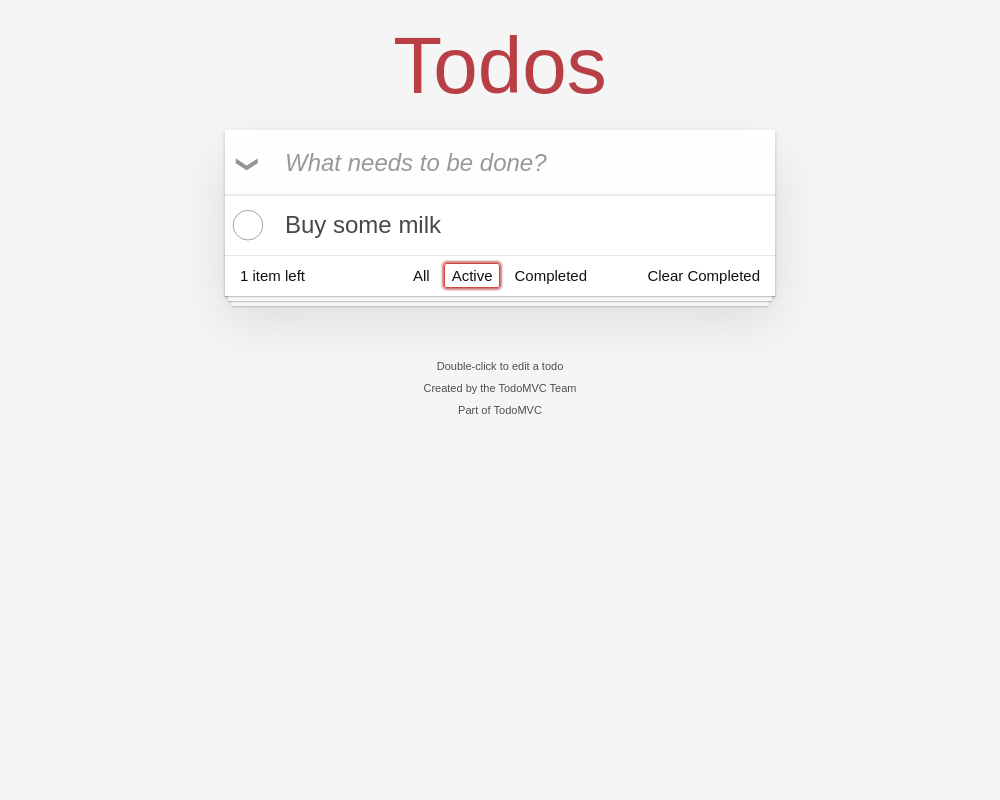 Todos
What needs to be done?
Buy some milk
1 item left All Active Completed Clear Completed
Double-click to edit a todo
Created by the TodoMVC Team
Part of TodoMVC